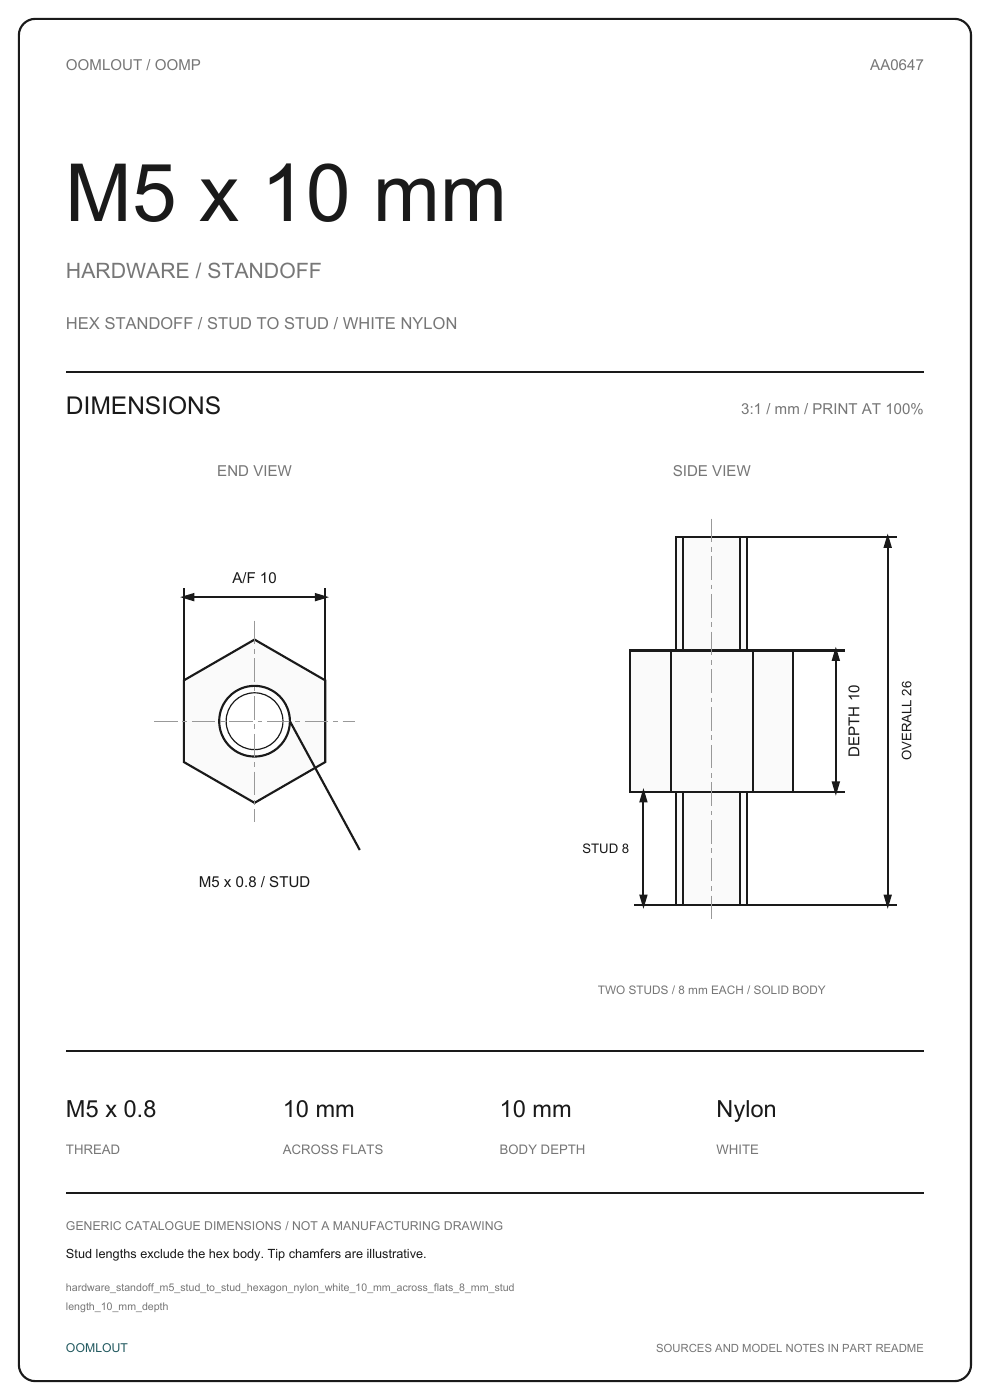 OOMLOUT / OOMP
AA0647
M5 x 10 mm
HARDWARE / STANDOFF
HEX STANDOFF / STUD TO STUD / WHITE NYLON
DIMENSIONS
3:1 / mm / PRINT AT 100%
END VIEW
SIDE VIEW
A/F 10
M5 x 0.8 / STUD
DEPTH 10
OVERALL 26
STUD 8
TWO STUDS / 8 mm EACH / SOLID BODY
M5 x 0.8
THREAD
10 mm
ACROSS FLATS
10 mm
BODY DEPTH
Nylon
WHITE
GENERIC CATALOGUE DIMENSIONS / NOT A MANUFACTURING DRAWING
Stud lengths exclude the hex body. Tip chamfers are illustrative.
hardware_standoff_m5_stud_to_stud_hexagon_nylon_white_10_mm_across_flats_8_mm_stud
length_10_mm_depth
OOMLOUT
SOURCES AND MODEL NOTES IN PART README